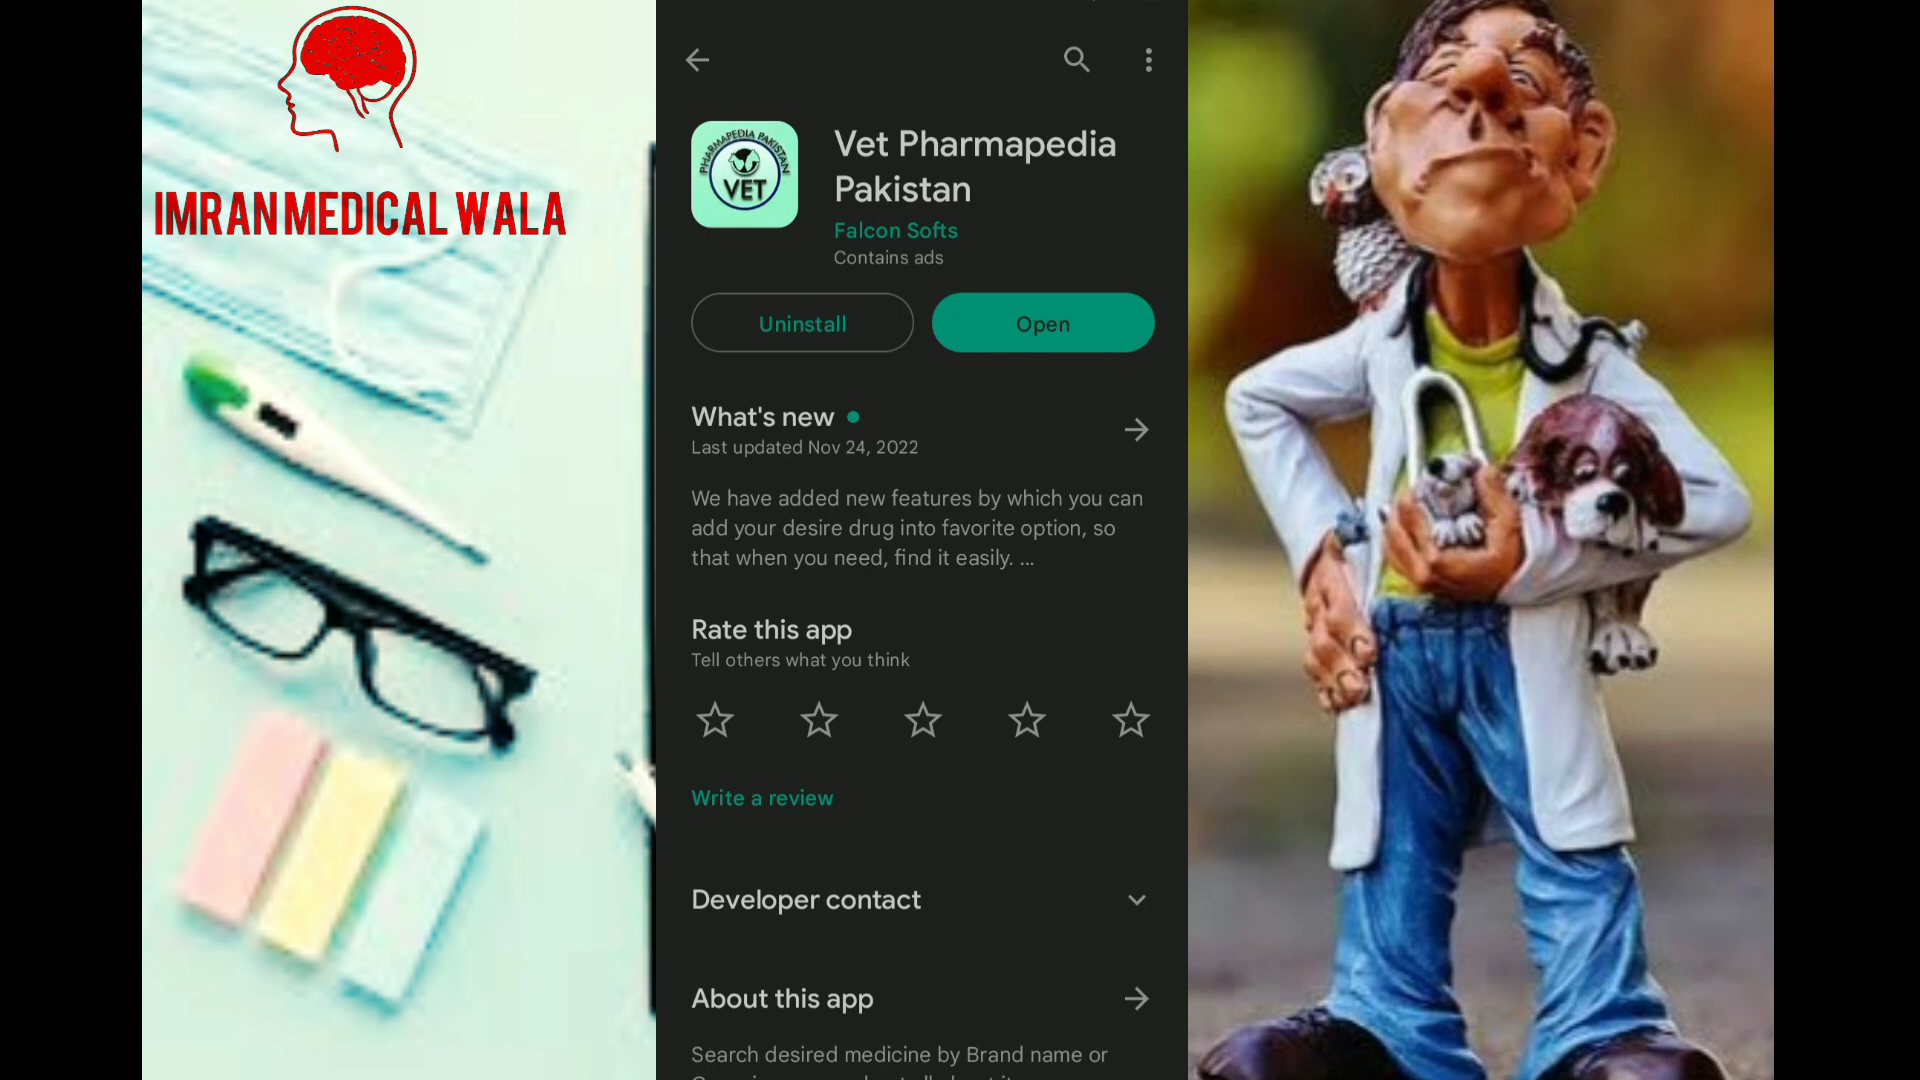 IMRAN MEDICAL WALA
PHARMAPEDIA PAKISTAN
VET
Vet Pharmapedia
Pakistan
Falcon Softs
Contains ads
Uninstall
Open
What's new
Last updated Nov 24, 2022
We have added new features by which you can
add your desire drug into favorite option, so
that when you need, find it easily. ...
Rate this app
Tell others what you think
Write a review
Developer contact
About this app
Search desired medicine by Brand name or